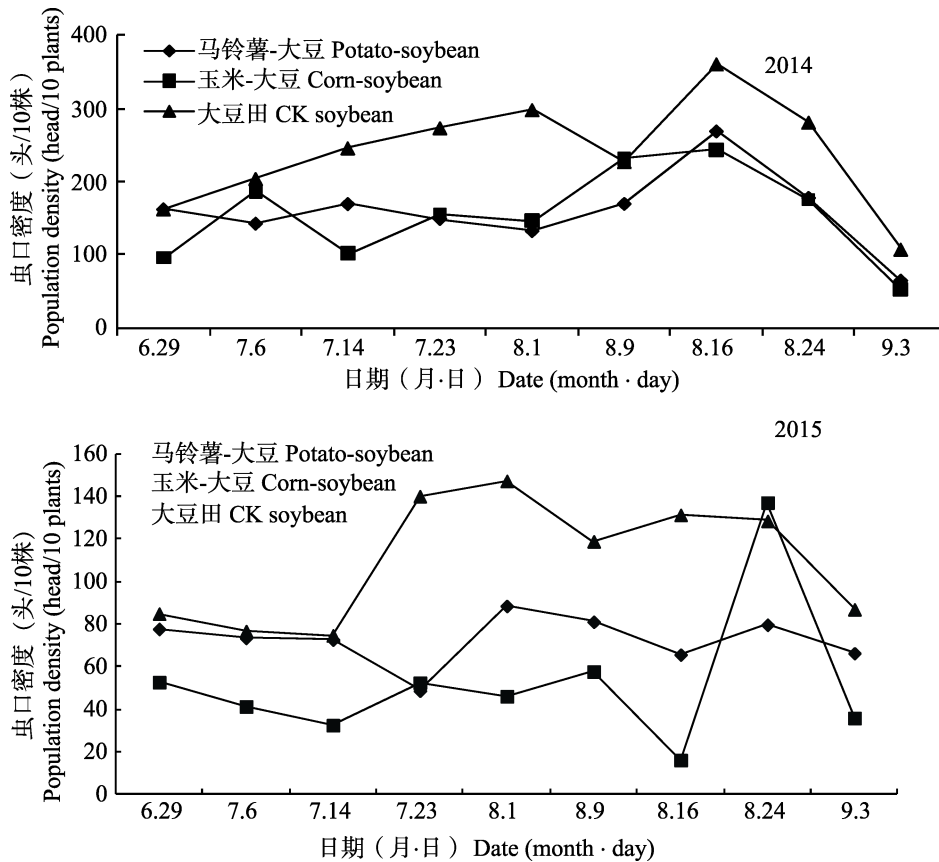 400
马铃薯-大豆 Potato-soybean
玉米-大豆 Corn-soybean
2014
大豆田 CK soybean
300
200
100
0
虫口密度（头/10株）
Population density (head/10 plants)
6.29 7.6 7.14 7.23 8.1 8.9 8.16 8.24 9.3
日期（月·日）Date (month · day)
2015
160
马铃薯-大豆 Potato-soybean
玉米-大豆 Corn-soybean
140
大豆田 CK soybean
120
100
80
60
40
20
0
虫口密度（头/10株）
Population density (head/10 plants)
6.29 7.6 7.14 7.23 8.1 8.9 8.16 8.24 9.3
日期（月·日）Date (month · day)